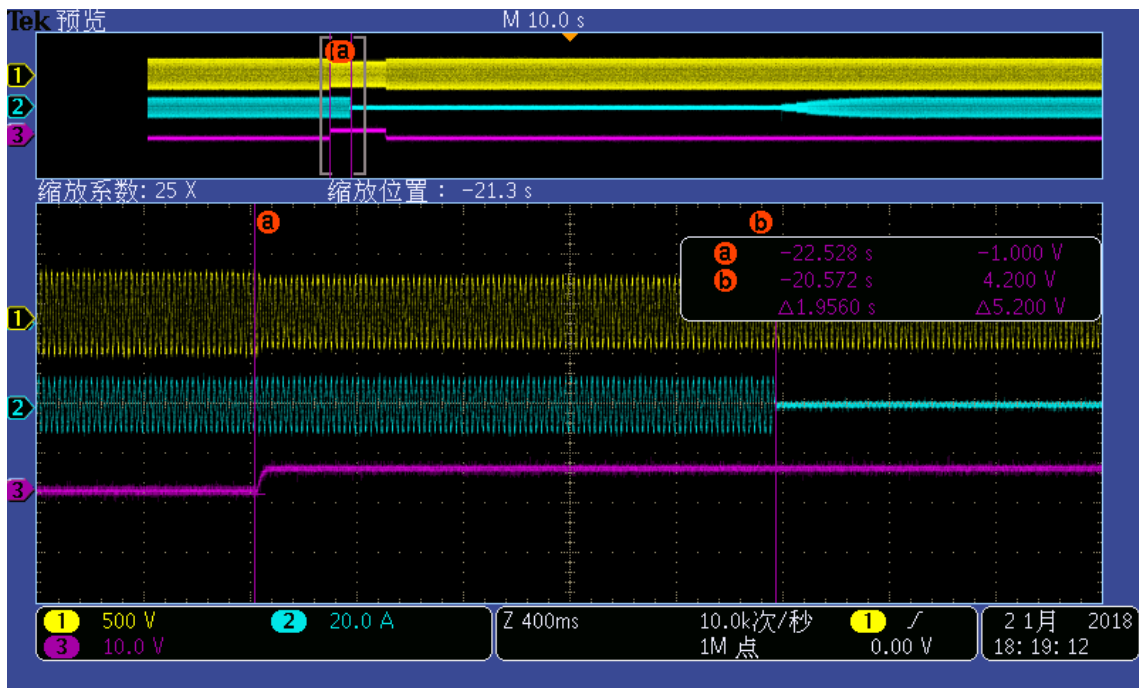 Tek 预览 M 10.0 s
a
1
2
3
缩放系数: 25 X 缩放位置: -21.3 s
a b
a -22.528 s -1.000 V
b -20.572 s 4.200 V
△1.9560 s △5.200 V
1
2
3
1 500 V 2 20.0 A Z 400ms 10.0k次/秒 1 2 1月 2018
3 10.0 V 1M 点 0.00 V 18:19:12